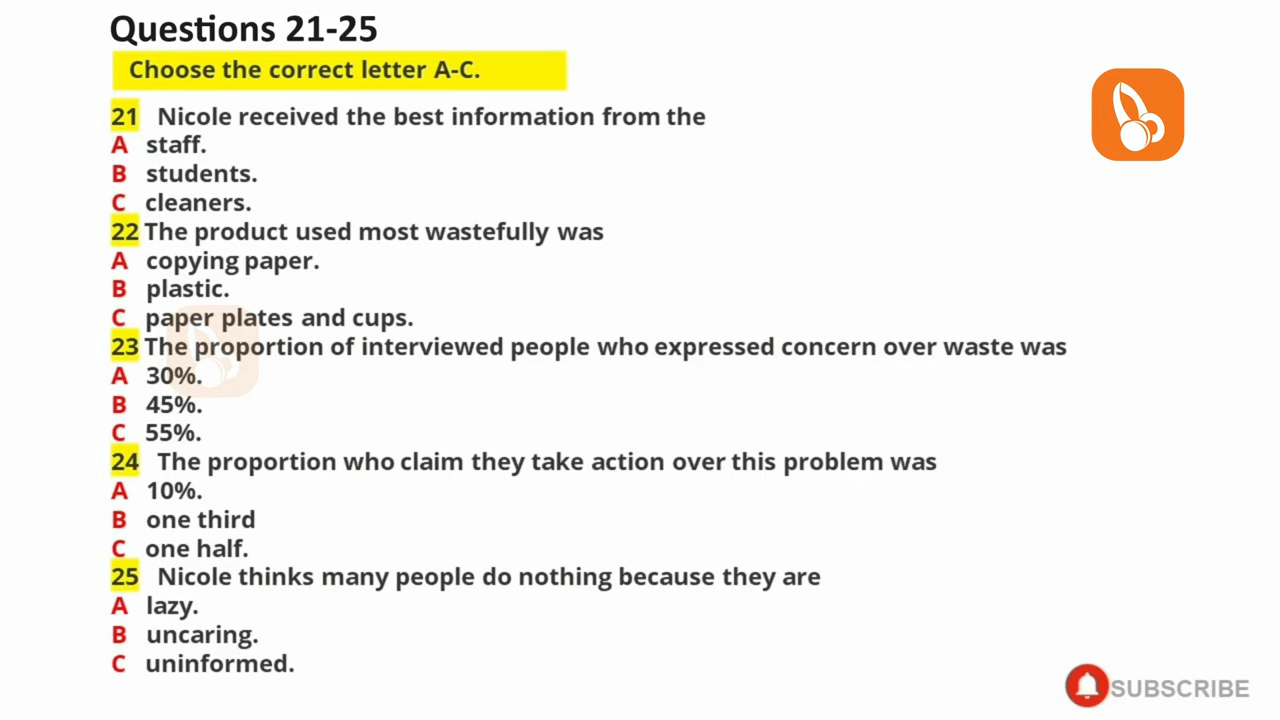 Questions 21-25
Choose the correct letter A-C.
21 Nicole received the best information from the
A staff.
B students.
C cleaners.
22 The product used most wastefully was
A copying paper.
B plastic.
C paper plates and cups.
23 The proportion of interviewed people who expressed concern over waste was
A 30%.
B 45%.
C 55%.
24 The proportion who claim they take action over this problem was
A 10%.
B one third
C one half.
25 Nicole thinks many people do nothing because they are
A lazy.
B uncaring.
C uninformed.
SUBSCRIBE